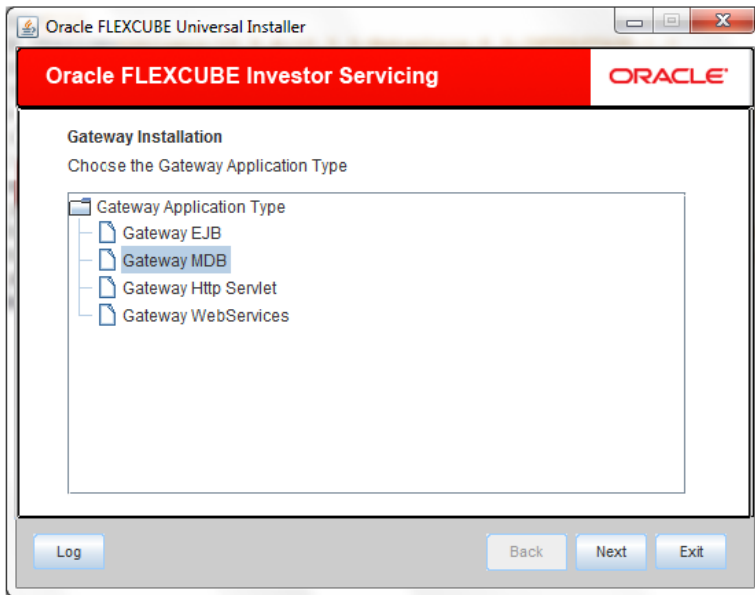 Oracle FLEXCUBE Universal Installer
Oracle FLEXCUBE Investor Servicing
ORACLE
Gateway Installation
Choose the Gateway Application Type
Gateway Application Type
Gateway EJB
Gateway MDB
Gateway Http Servlet
Gateway WebServices
Log
Back
Next
Exit